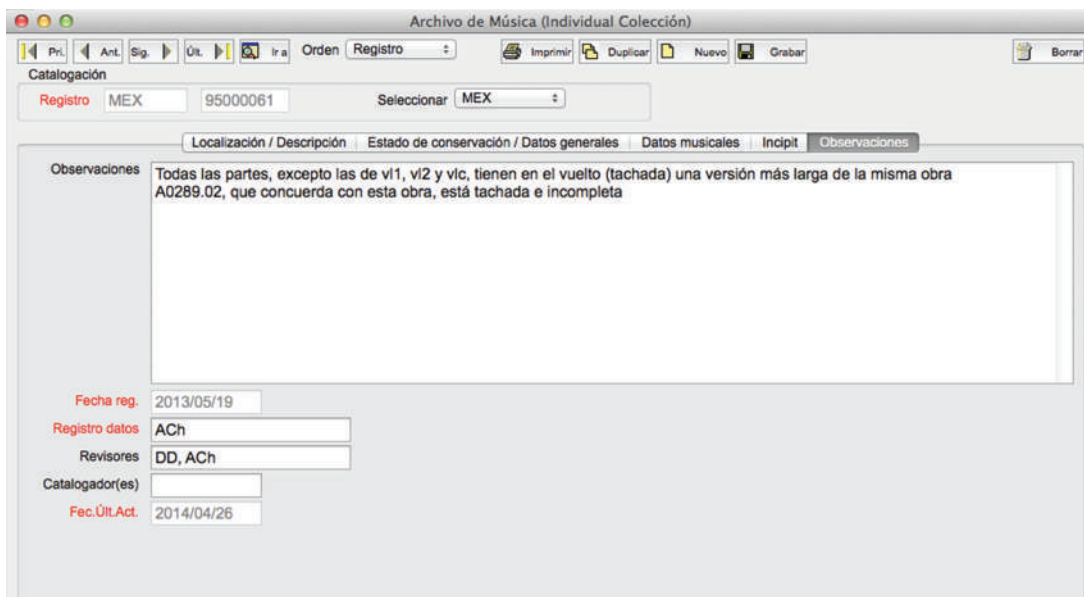 Archivo de Música (Individual Colección)
Pri. Ant. Sig. Últ. Ir a Orden Registro Imprimir Duplicar Nuevo Grabar Borrar
Catalogación
Registro MEX 95000061 Seleccionar MEX
Localización / Descripción Estado de conservación / Datos generales Datos musicales Incipit Observaciones
Observaciones Todas las partes, excepto las de vl1, vl2 y vlc, tienen en el vuelto (tachada) una versión más larga de la misma obra
A0289.02, que concuerda con esta obra, está tachada e incompleta
Fecha reg. 2013/05/19
Registro datos ACh
Revisores DD, ACh
Catalogador(es)
Fec.Últ.Act. 2014/04/26